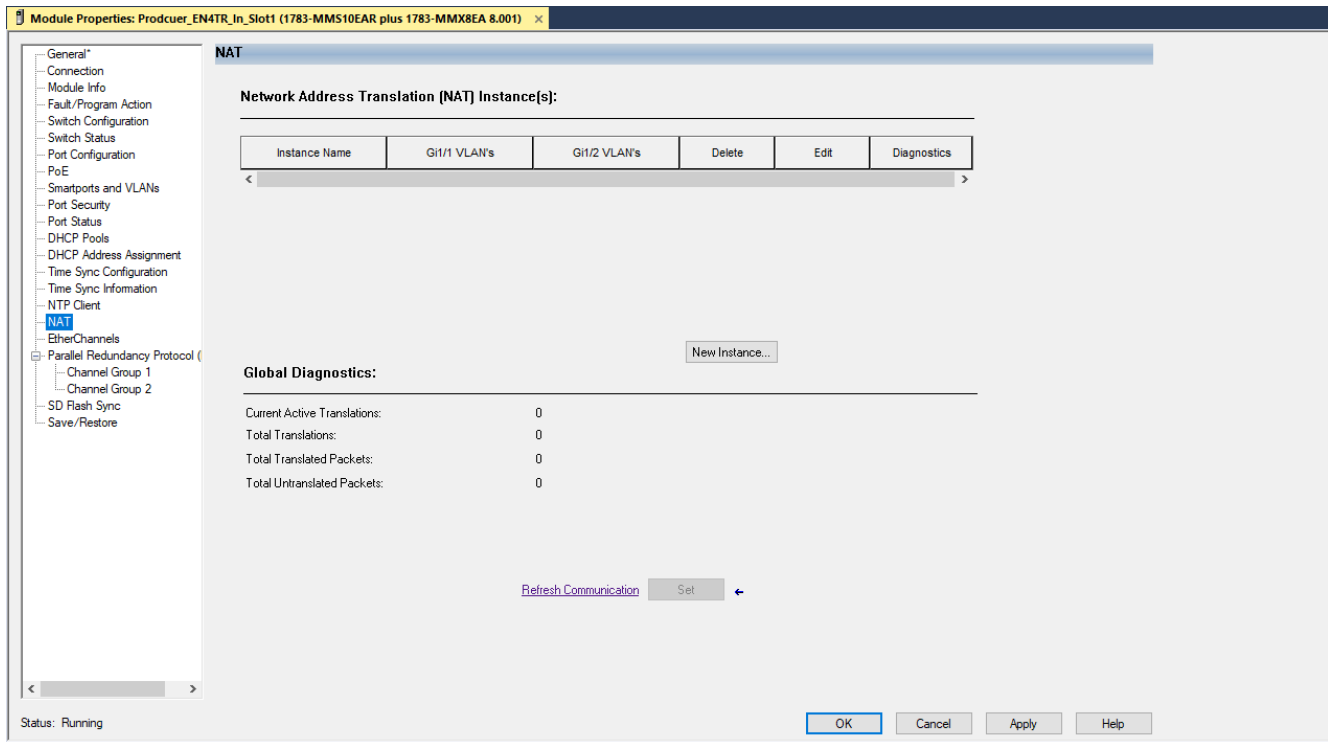 Module Properties: Prodcuer_EN4TR_In_Slot1 (1783-MMS10EAR plus 1783-MMX8EA 8.001) ×
General*
Connection
Module Info
Fault/Program Action
Switch Configuration
Switch Status
Port Configuration
PoE
Smartports and VLANs
Port Security
Port Status
DHCP Pools
DHCP Address Assignment
Time Sync Configuration
Time Sync Information
NTP Client
NAT
EtherChannels
Parallel Redundancy Protocol (
Channel Group 1
Channel Group 2
SD Flash Sync
Save/Restore
NAT
Network Address Translation (NAT) Instance(s):
Instance Name Gi1/1 VLAN's Gi1/2 VLAN's Delete Edit Diagnostics
New Instance...
Global Diagnostics:
Current Active Translations: 0
Total Translations: 0
Total Translated Packets: 0
Total Untranslated Packets: 0
Refresh Communication Set
Status: Running
OK Cancel Apply Help